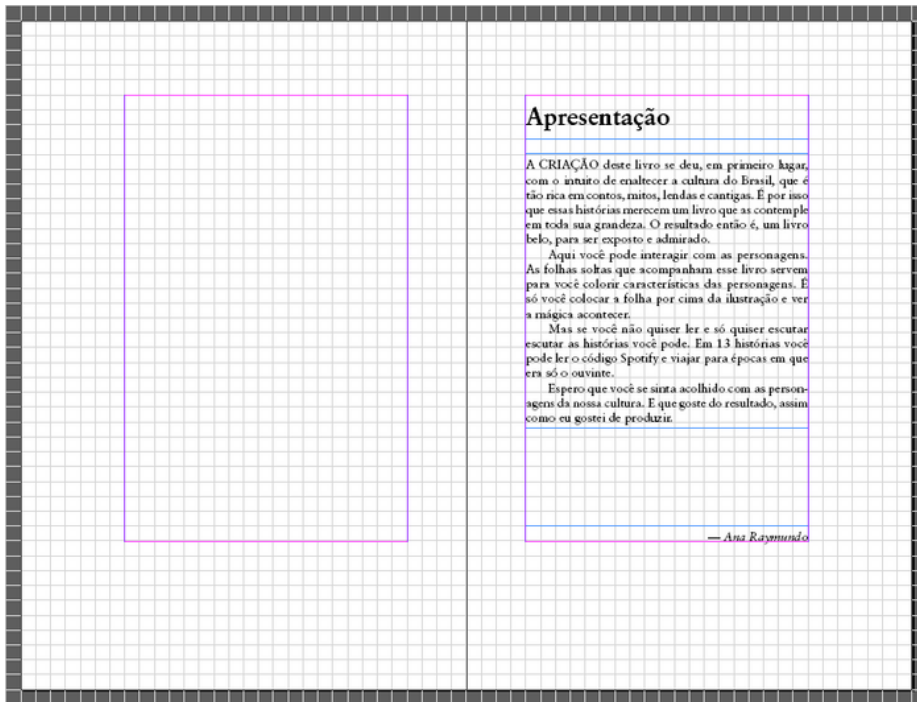 Apresentação
A CRIAÇÃO deste livro se deu, em primeiro lugar,
com o intuito de enaltecer a cultura do Brasil, que é
tão rica em contos, mitos, lendas e cantigas. É por isso
que essas histórias merecem um livro que as contemple
em toda sua grandeza. O resultado então é, um livro
belo, para ser exposto e admirado.
Aqui você pode interagir com as personagens.
As folhas soltas que acompanham esse livro servem
para você colorir características das personagens. É
só você colocar a folha por cima da ilustração e ver
a mágica acontecer.
Mas se você não quiser ler e só quiser escutar
escutar as histórias você pode. Em 13 histórias você
pode ler o código Spotify e viajar para épocas em que
era só o ouvinte.
Espero que você se sinta acolhido com as person-
agens da nossa cultura. E que goste do resultado, assim
como eu gostei de produzir.
— Ana Raymundo